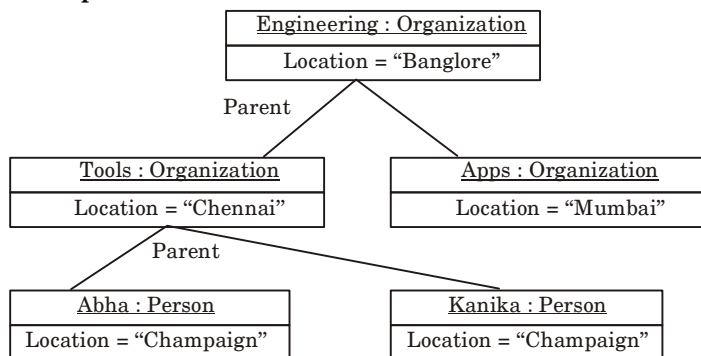 Engineering : Organization
Location = “Banglore”
Parent
Tools : Organization
Location = “Chennai”
Apps : Organization
Location = “Mumbai”
Parent
Abha : Person
Location = “Champaign”
Kanika : Person
Location = “Champaign”